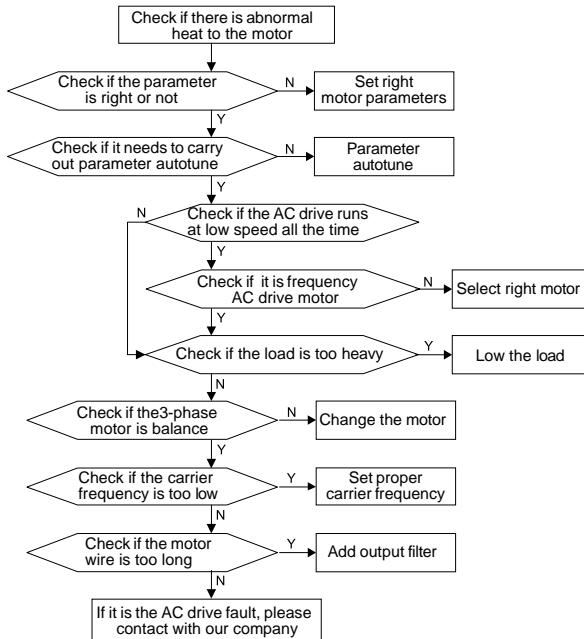 Check if there is abnormal
heat to the motor
Check if the parameter
is right or not
N
Set right
motor parameters
Y
Check if it needs to carry
out parameter autotune
N
Parameter
autotune
Y
N
Check if the AC drive runs
at low speed all the time
Y
Check if it is frequency
AC drive motor
N
Select right motor
Y
Check if the load is too heavy
Y
Low the load
N
Check if the3-phase
motor is balance
N
Change the motor
Y
Check if the carrier
frequency is too low
Y
Set proper
carrier frequency
N
Check if the motor
wire is too long
Y
Add output filter
N
If it is the AC drive fault, please
contact with our company